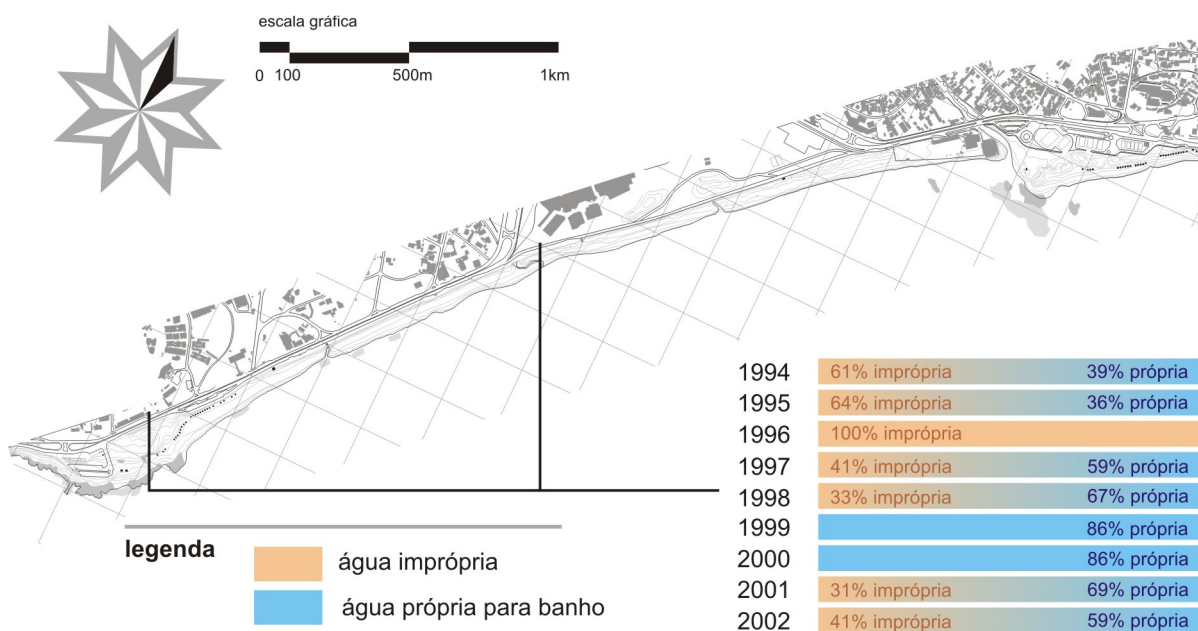 escala gráfica
0 100 500m 1km
1994 61% imprópria 39% própria
1995 64% imprópria 36% própria
1996 100% imprópria
1997 41% imprópria 59% própria
1998 33% imprópria 67% própria
1999 86% própria
2000 86% própria
2001 31% imprópria 69% própria
2002 41% imprópria 59% própria
legenda
água imprópria
água própria para banho